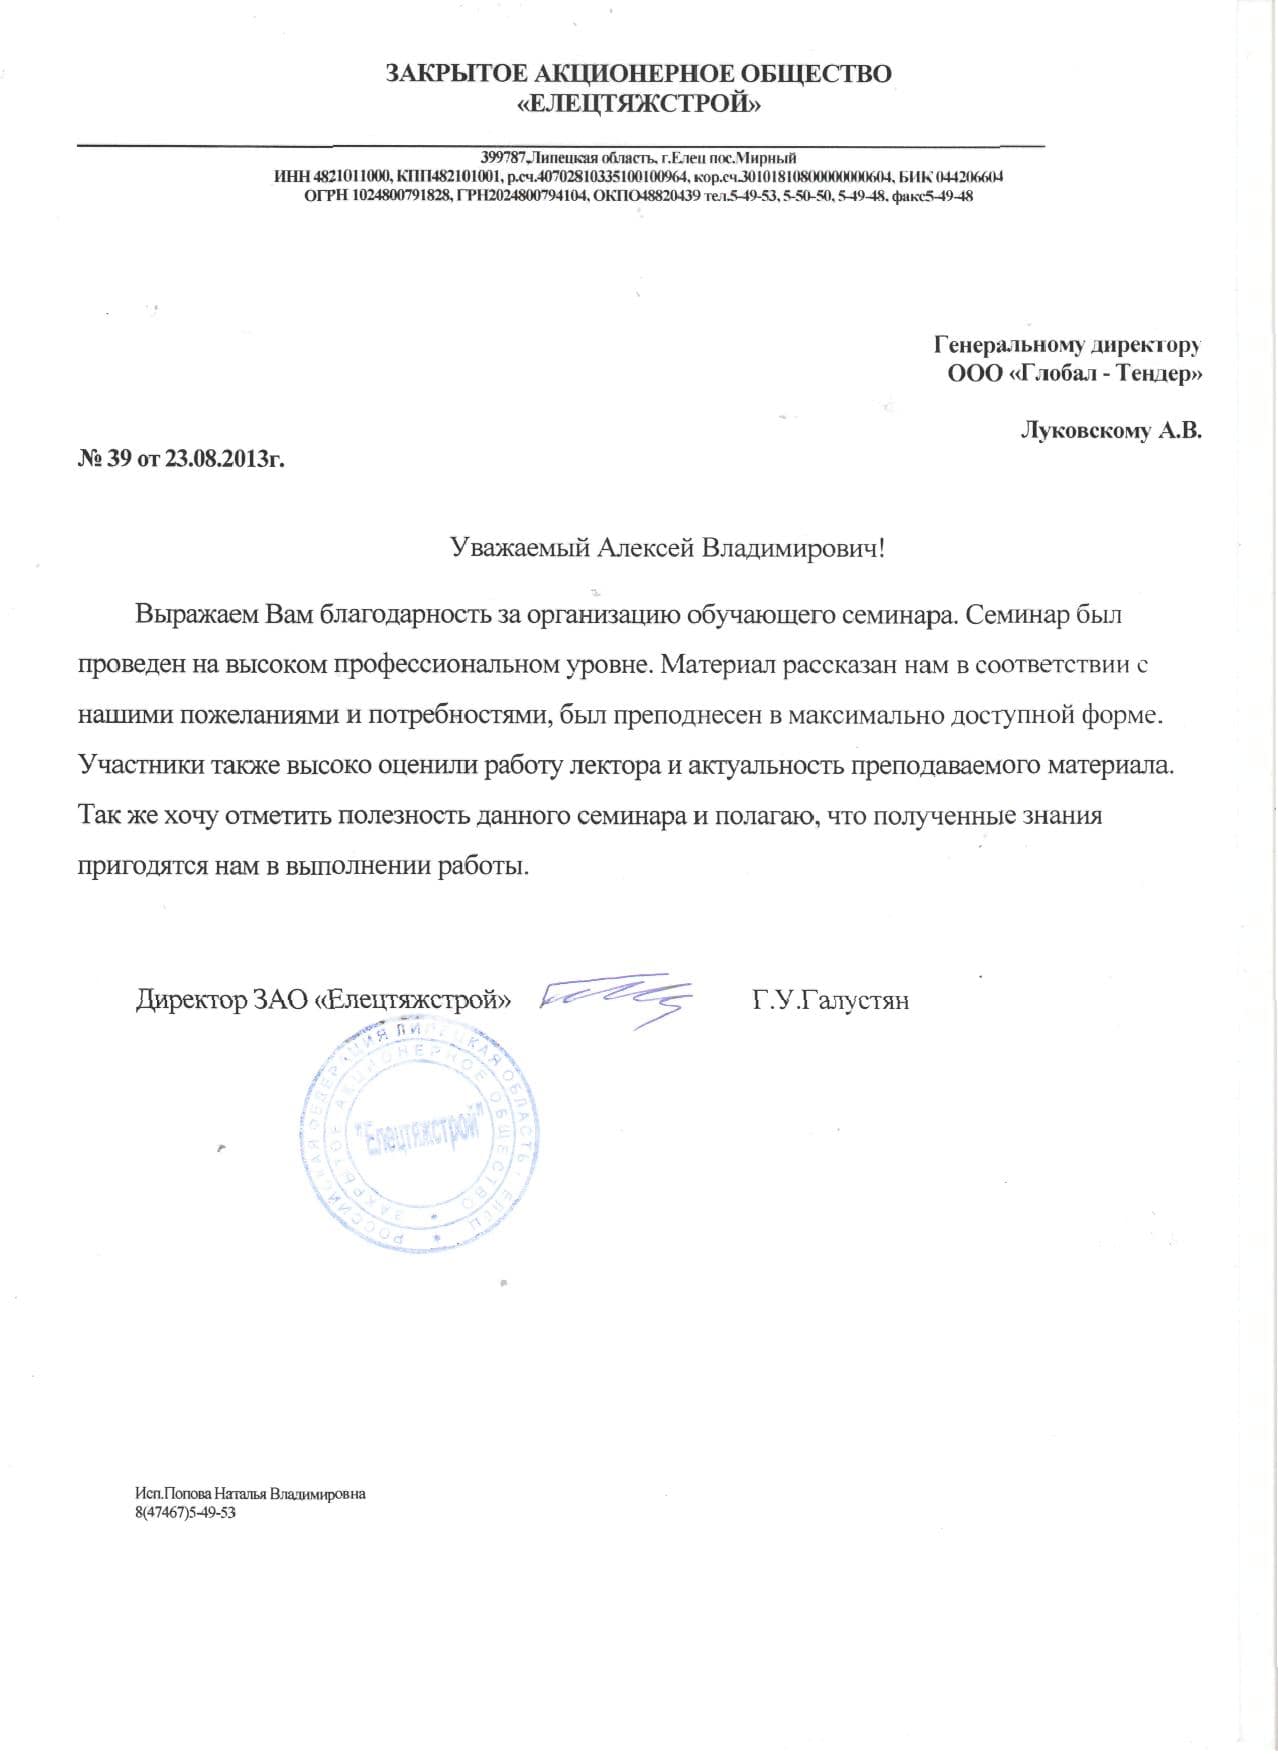 ЗАКРЫТОЕ АКЦИОНЕРНОЕ ОБЩЕСТВО
«ЕЛЕЦТЯЖСТРОЙ»
399787,Липецкая область, г.Елец пос.Мирный
ИНН 4821011000, КПП482101001, р.сч.40702810335100100964, кор.сч.30101810800000000604, БИК 044206604
ОГРН 1024800791828, ГРН2024800794104, ОКПО48820439 тел.5-49-53, 5-50-50, 5-49-48, факс5-49-48
Генеральному директору
ООО «Глобал - Тендер»
Луковскому А.В.
№ 39 от 23.08.2013г.
Уважаемый Алексей Владимирович!
Выражаем Вам благодарность за организацию обучающего семинара. Семинар был
проведен на высоком профессиональном уровне. Материал рассказан нам в соответствии с
нашими пожеланиями и потребностями, был преподнесен в максимально доступной форме.
Участники также высоко оценили работу лектора и актуальность преподаваемого материала.
Так же хочу отметить полезность данного семинара и полагаю, что полученные знания
пригодятся нам в выполнении работы.
Директор ЗАО «Елецтяжстрой» Г.У.Галустян
РОССИЙСКАЯ ФЕДЕРАЦИЯ ЛИПЕЦКАЯ ОБЛАСТЬ г. ЕЛЕЦ
ЗАКРЫТОЕ АКЦИОНЕРНОЕ ОБЩЕСТВО
"Елецтяжстрой"
Исп.Попова Наталья Владимировна
8(47467)5-49-53